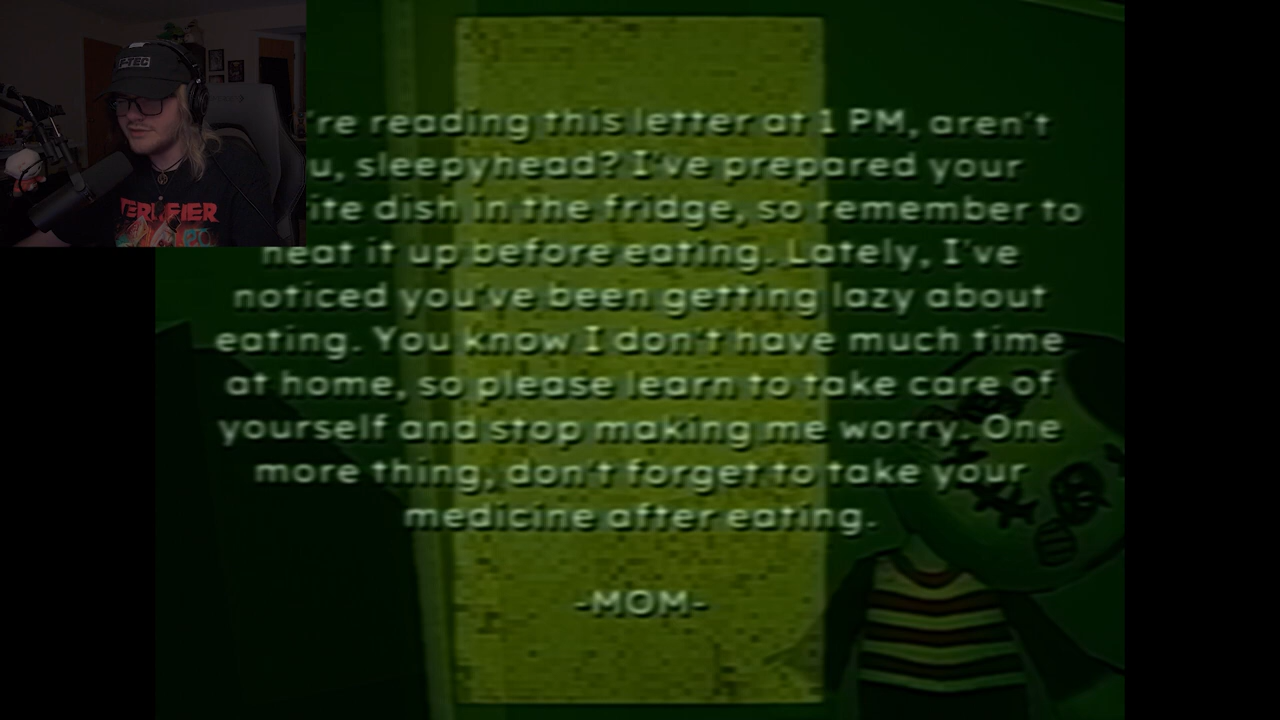 're reading this letter at 1 PM, aren't
u, sleepyhead? I've prepared your
ite dish in the fridge, so remember to
heat it up before eating. Lately, I've
noticed you've been getting lazy about
eating. You know I don't have much time
at home, so please learn to take care of
yourself and stop making me worry. One
more thing, don't forget to take your
medicine after eating.
-MOM-